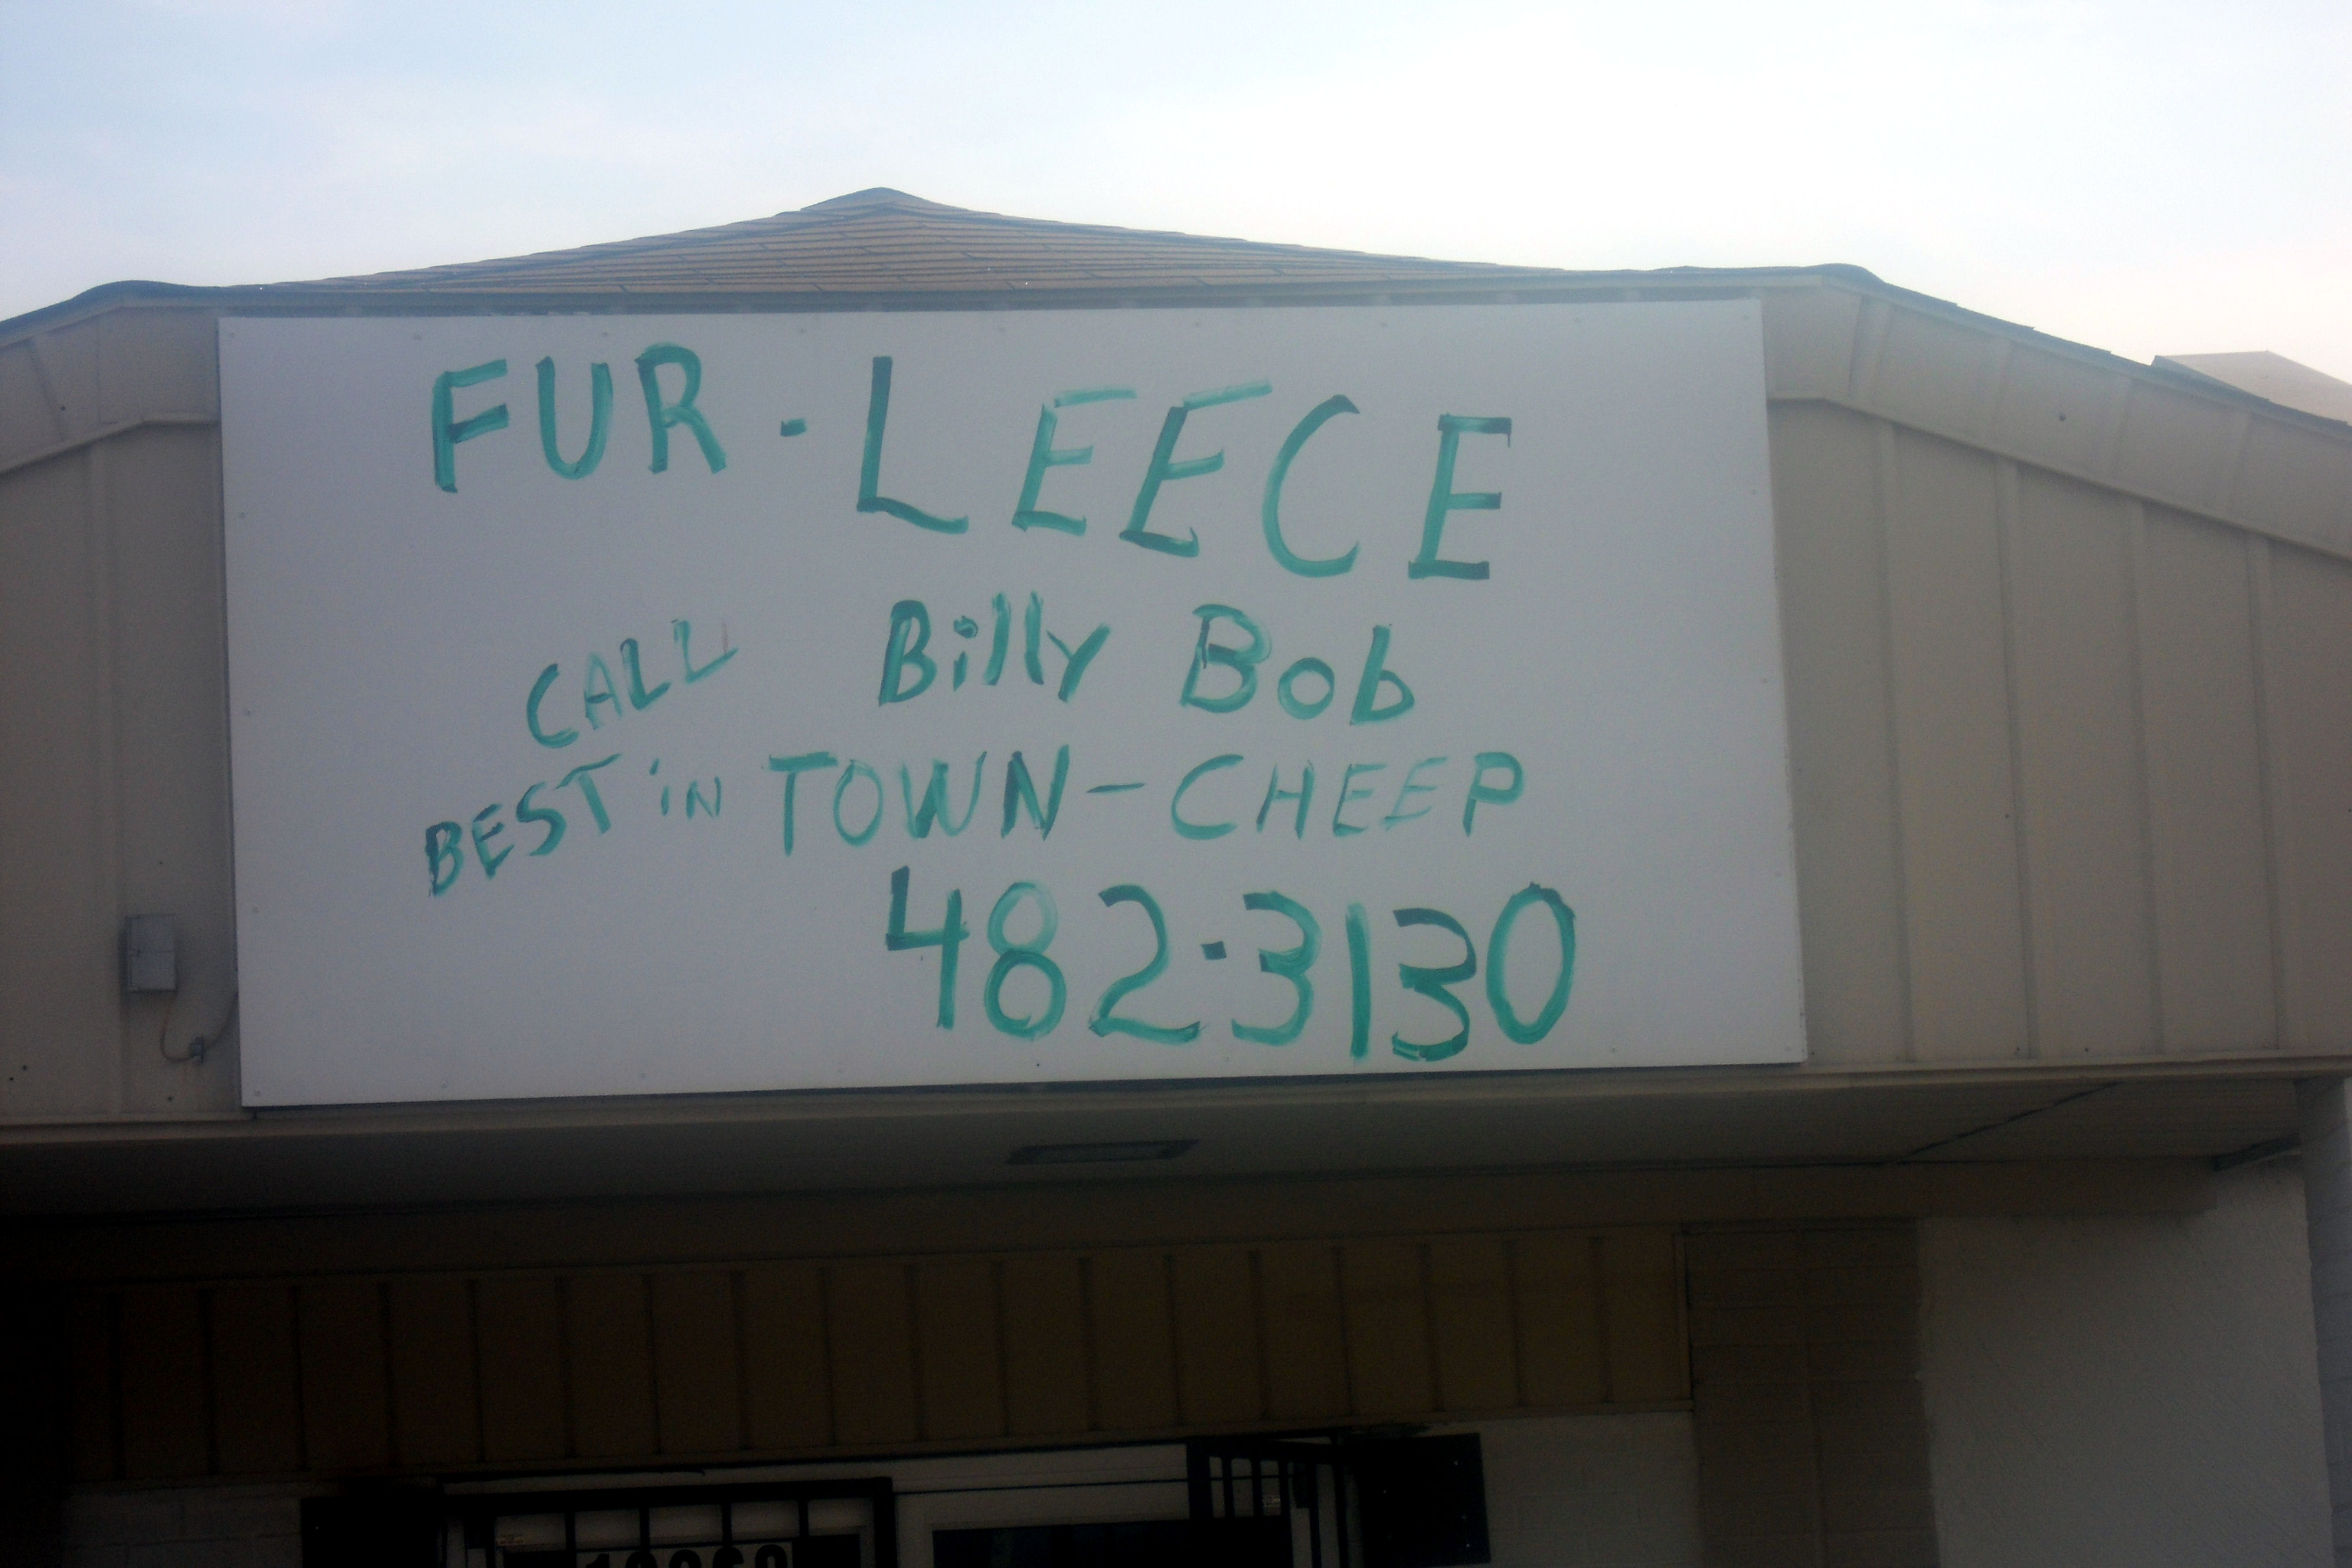 FUR-LEECE
CALL Billy Bob
BEST iN TOWN-CHEEP
482-3130